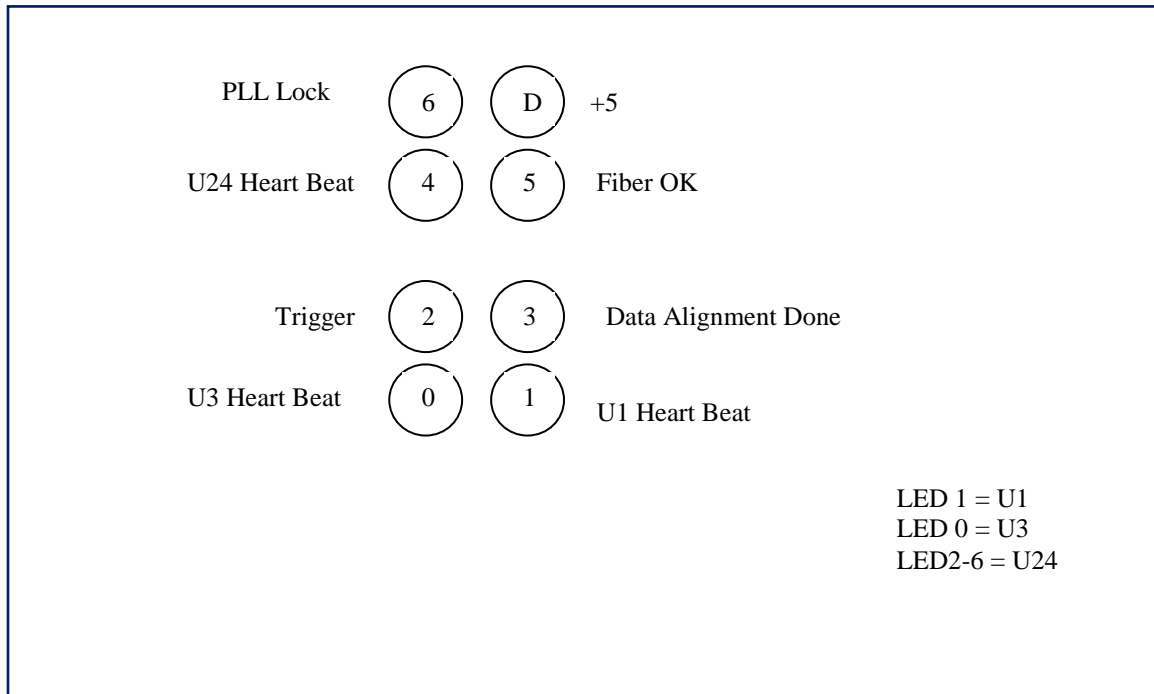 PLL Lock 6 D +5
U24 Heart Beat 4 5 Fiber OK
Trigger 2 3 Data Alignment Done
U3 Heart Beat 0 1 U1 Heart Beat
LED 1 = U1
LED 0 = U3
LED2-6 = U24